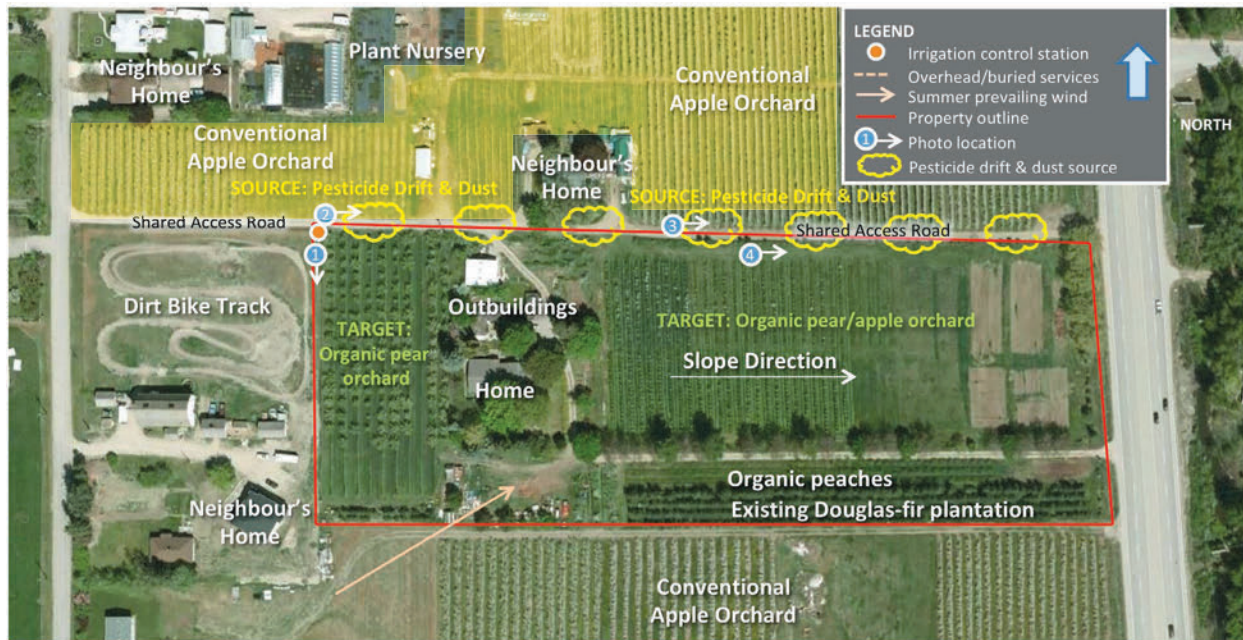 Plant Nursery
Neighbour's
Home
Conventional
Apple Orchard
Conventional
Apple Orchard
Neighbour's
Home
SOURCE: Pesticide Drift & Dust
SOURCE: Pesticide Drift & Dust
LEGEND
Irrigation control station
Overhead/buried services
Summer prevailing wind
Property outline
1 Photo location
Pesticide drift & dust source
NORTH
Shared Access Road
2
3
Shared Access Road
1
4
Dirt Bike Track
Outbuildings
TARGET:
Organic pear
orchard
TARGET: Organic pear/apple orchard
Slope Direction
Home
Neighbour's
Home
Organic peaches
Existing Douglas-fir plantation
Conventional
Apple Orchard